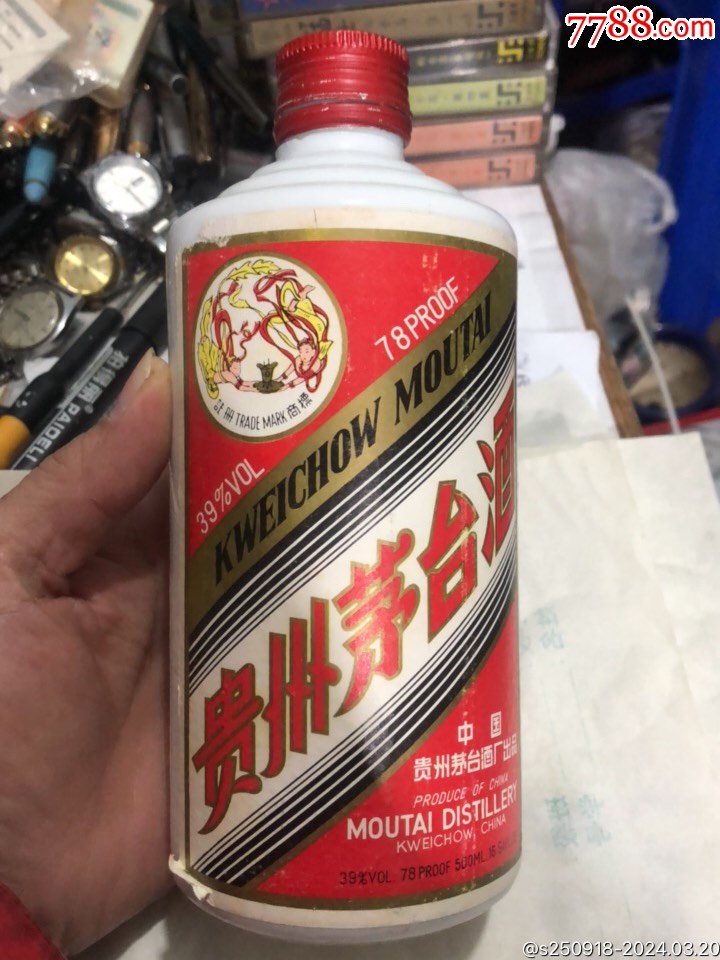 7788.com
78 PROOF
註册 TRADE MARK 商標
39%VOL
KWEICHOW MOUTAI
贵州茅台酒
中国
贵州茅台酒厂出品
PRODUCE OF CHINA
MOUTAI DISTILLERY
KWEICHOW, CHINA
39%VOL. 78 PROOF 500ML. 16
PAIDELI
@s250918-2024.03.20